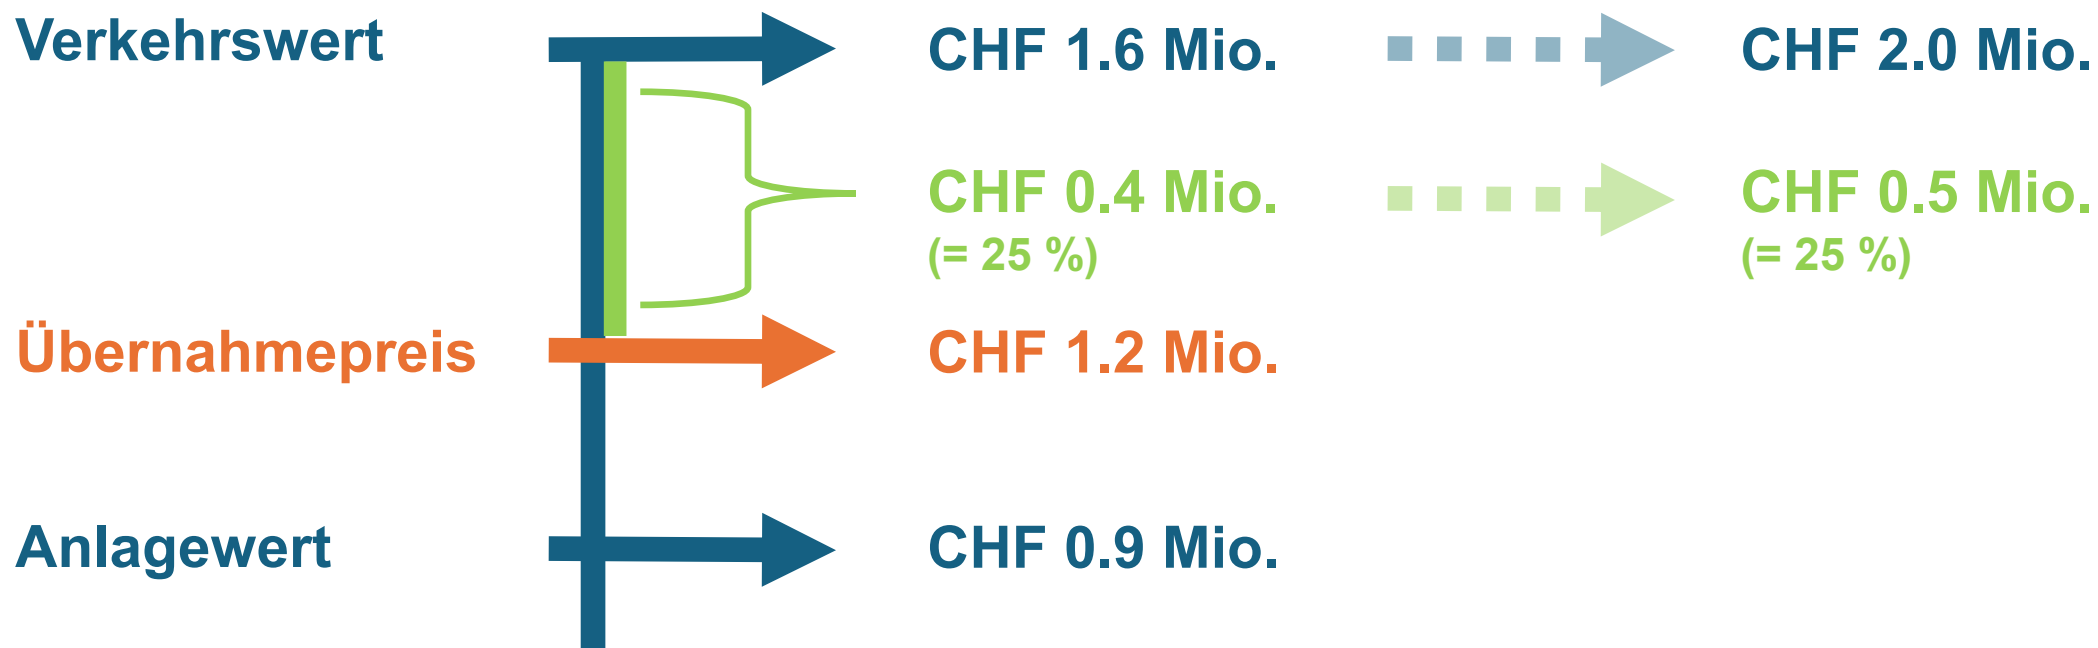 Verkehrswert CHF 1.6 Mio. CHF 2.0 Mio.
CHF 0.4 Mio. CHF 0.5 Mio.
(= 25 %) (= 25 %)
Übernahmepreis CHF 1.2 Mio.
Anlagewert CHF 0.9 Mio.